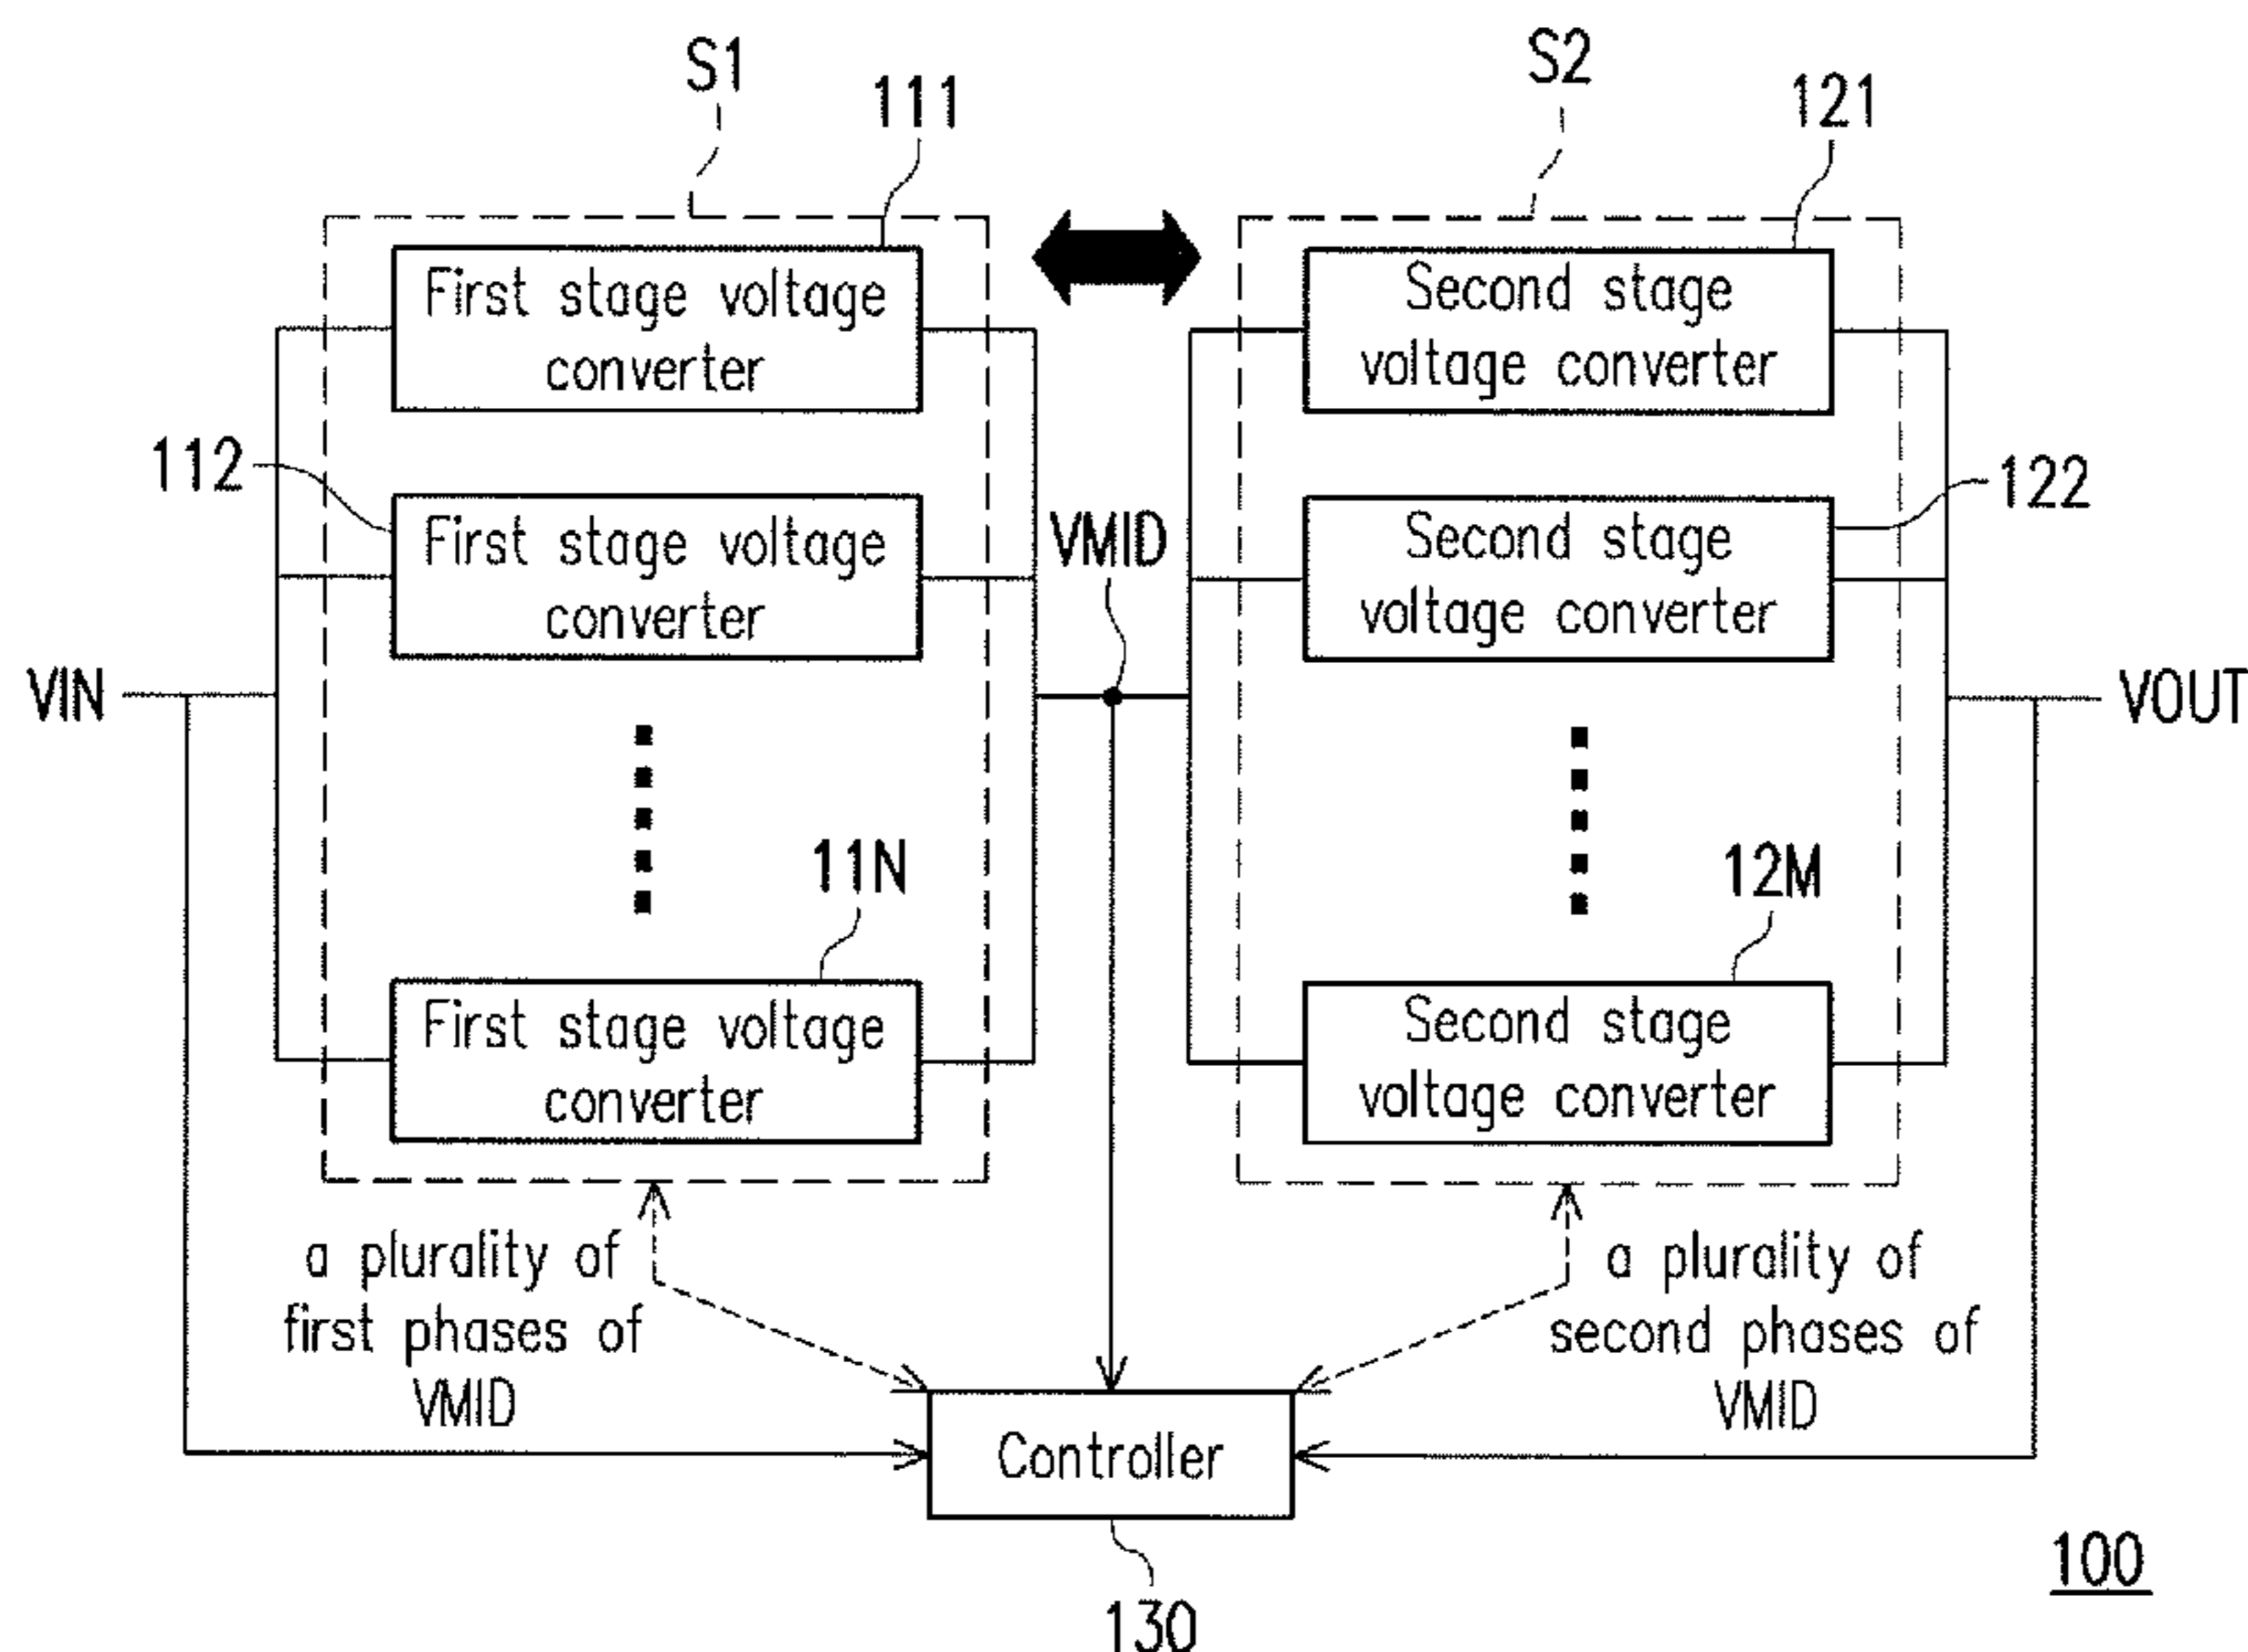 S1
S2
111
121
First stage voltage
converter
Second stage
voltage converter
112
122
First stage voltage
converter
VMID
Second stage
voltage converter
VIN
VOUT
11N
12M
First stage voltage
converter
Second stage
voltage converter
a plurality of
first phases of
VMID
a plurality of
second phases of
VMID
Controller
100
130